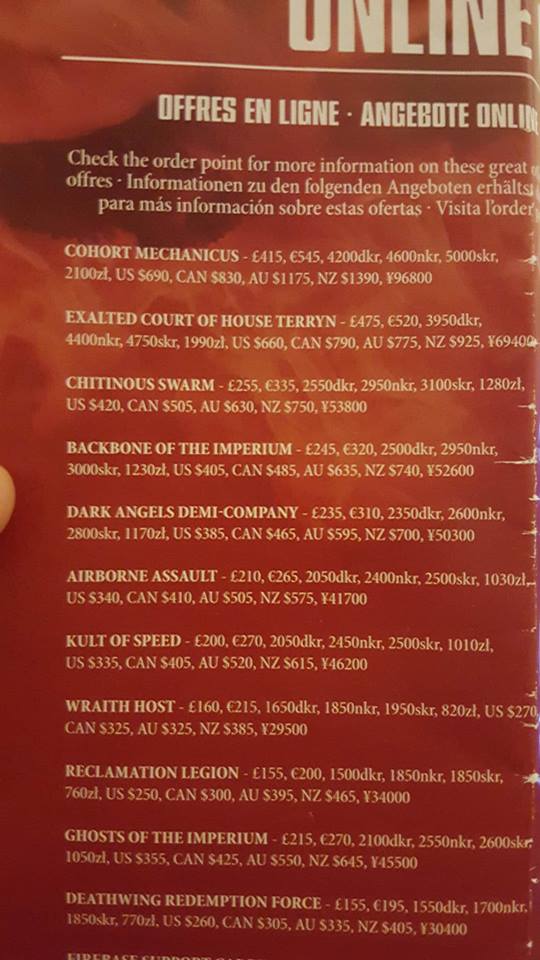 ONLINE
OFFRES EN LIGNE · ANGEBOTE ONLIN
Check the order point for more information on these great
offres · Informationen zu den folgenden Angeboten erhälts
para más información sobre estas ofertas · Visita l'order
COHORT MECHANICUS - £415, €545, 4200dkr, 4600nkr, 5000skr,
2100zł, US $690, CAN $830, AU $1175, NZ $1390, ¥96800
EXALTED COURT OF HOUSE TERRYN - £475, €520, 3950dkr,
4400nkr, 4750skr, 1990zł, US $660, CAN $790, AU $775, NZ $925, ¥69400
CHITINOUS SWARM - £255, €335, 2550dkr, 2950nkr, 3100skr, 1280zł,
US $420, CAN $505, AU $630, NZ $750, ¥53800
BACKBONE OF THE IMPERIUM - £245, €320, 2500dkr, 2950nkr,
3000skr, 1230zł, US $405, CAN $485, AU $635, NZ $740, ¥52600
DARK ANGELS DEMI-COMPANY - £235, €310, 2350dkr, 2600nkr,
2800skr, 1170zł, US $385, CAN $465, AU $595, NZ $700, ¥50300
AIRBORNE ASSAULT - £210, €265, 2050dkr, 2400nkr, 2500skr, 1030zł,
US $340, CAN $410, AU $505, NZ $575, ¥41700
KULT OF SPEED - £200, €270, 2050dkr, 2450nkr, 2500skr, 1010zł,
US $335, CAN $405, AU $520, NZ $615, ¥46200
WRAITH HOST - £160, €215, 1650dkr, 1850nkr, 1950skr, 820zł, US $270
CAN $325, AU $325, NZ $385, ¥29500
RECLAMATION LEGION - £155, €200, 1500dkr, 1850nkr, 1850skr,
760zł, US $250, CAN $300, AU $395, NZ $465, ¥34000
GHOSTS OF THE IMPERIUM - £215, €270, 2100dkr, 2550nkr, 2600skr,
1050zł, US $355, CAN $425, AU $550, NZ $645, ¥45500
DEATHWING REDEMPTION FORCE - £155, €195, 1550dkr, 1700nkr,
1850skr, 770zł, US $260, CAN $305, AU $335, NZ $405, ¥30400